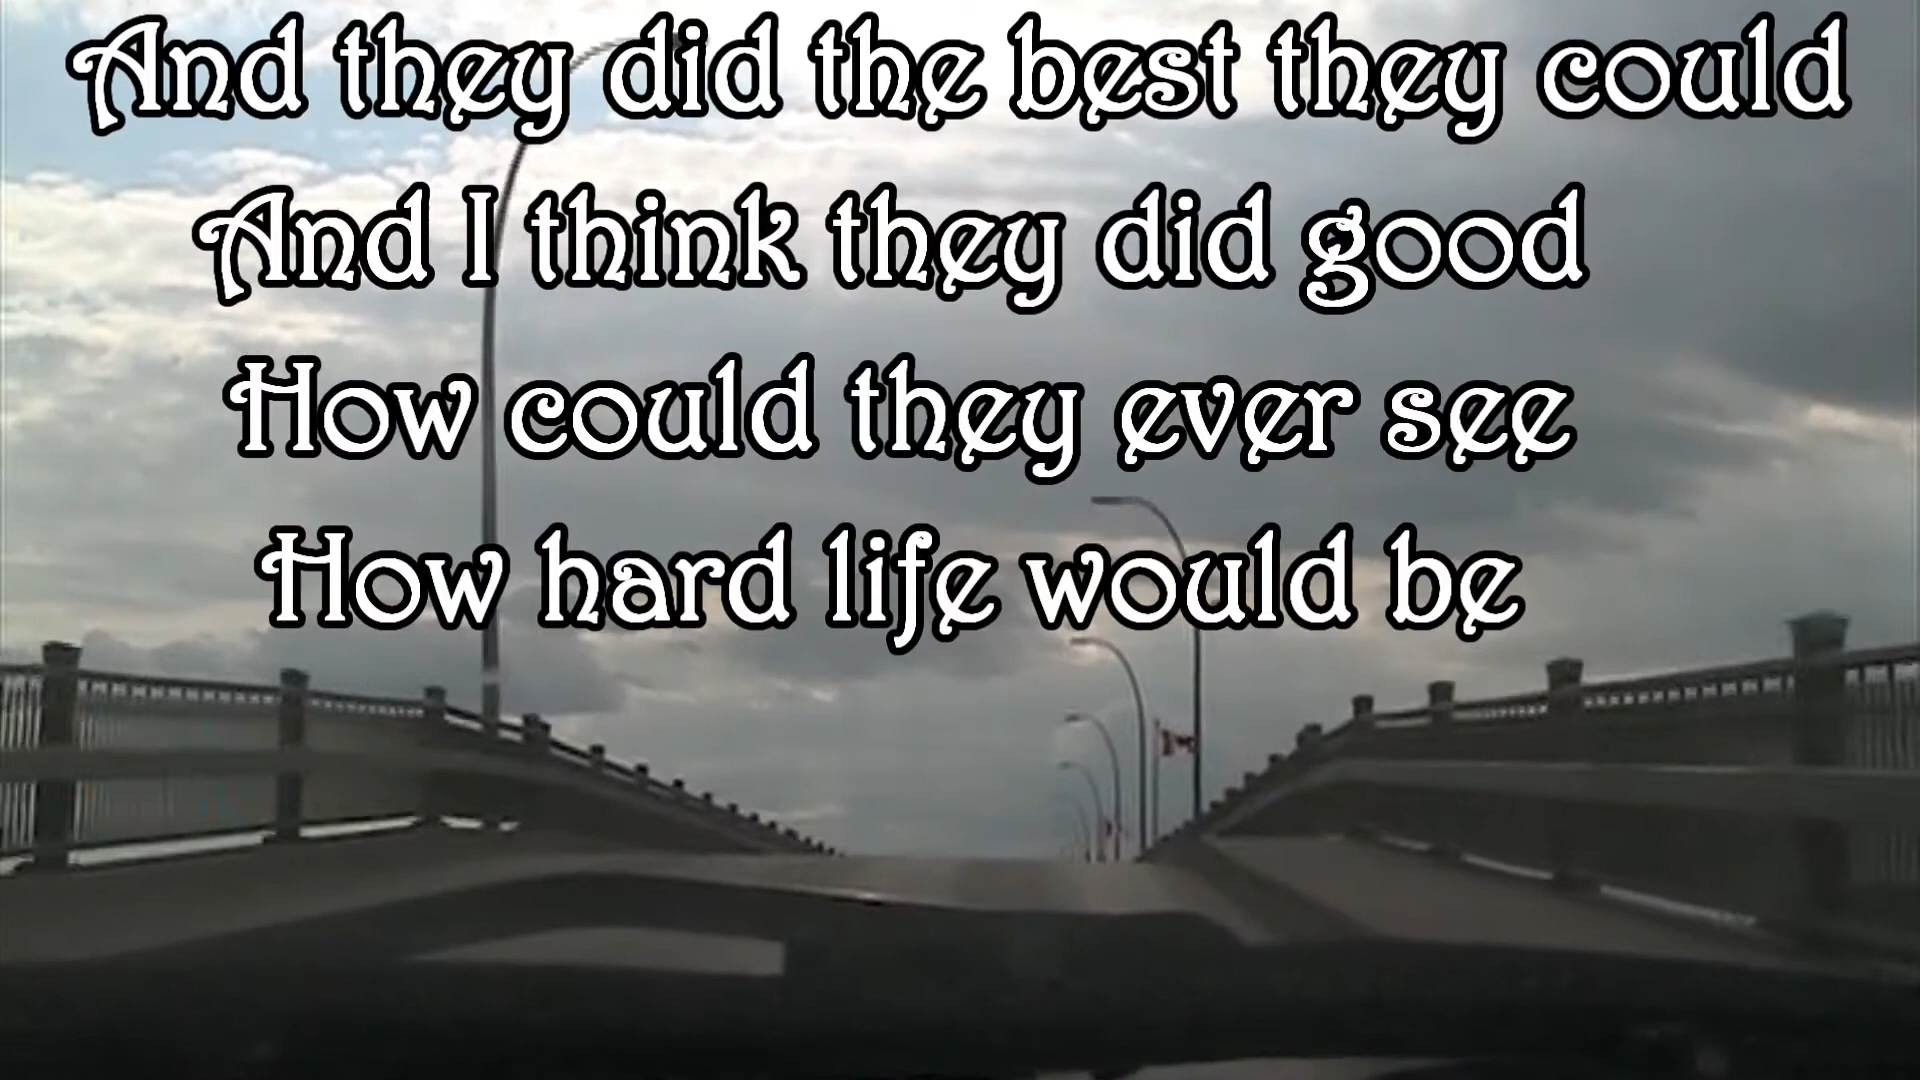 And they did the best they could
And I think they did good
How could they ever see
How hard life would be